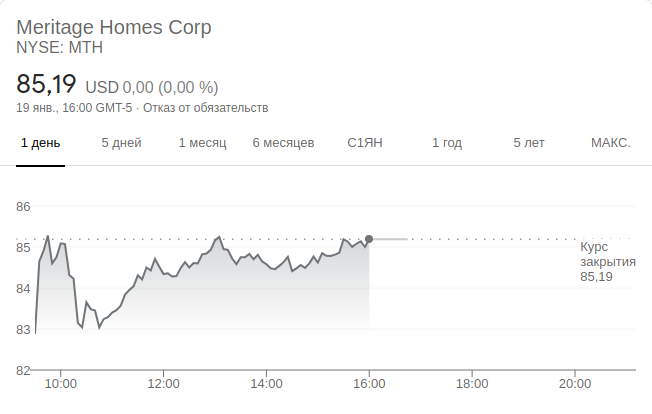 Meritage Homes Corp
NYSE: MTH
85,19 USD 0,00 (0,00 %)
19 янв., 16:00 GMT-5 · Отказ от обязательств
1 день 5 дней 1 месяц 6 месяцев С1ЯН 1 год 5 лет МАКС.
86
85
84
83
82
Курс
закрытия
85,19
10:00 12:00 14:00 16:00 18:00 20:00